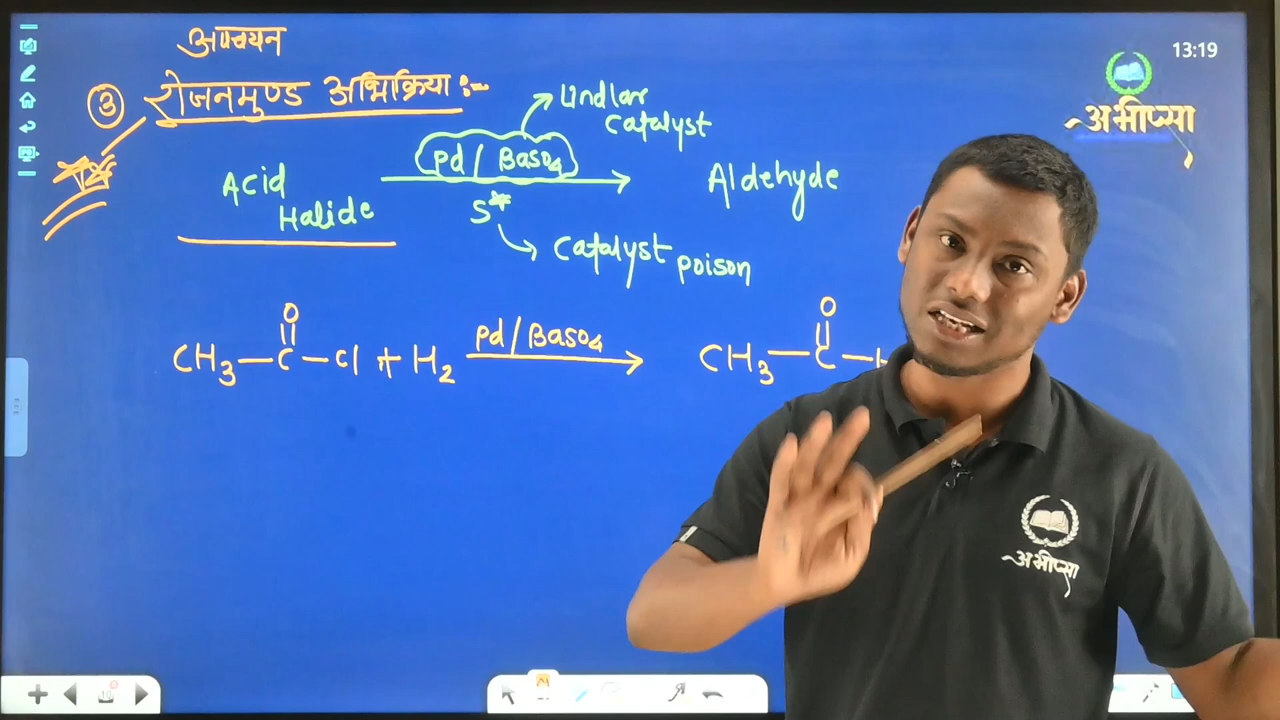 अपचयन
13:19
③ रोजनमुण्ड अभिक्रिया :-
Lindlar
Catalyst
अभीप्सा
Pd / BaSO4
Acid
Halide
Aldehyde
S
Catalyst poison
O
O
CH3 — C — Cl + H2
Pd / BaSO4
CH3 — C — H
अभीप्सा